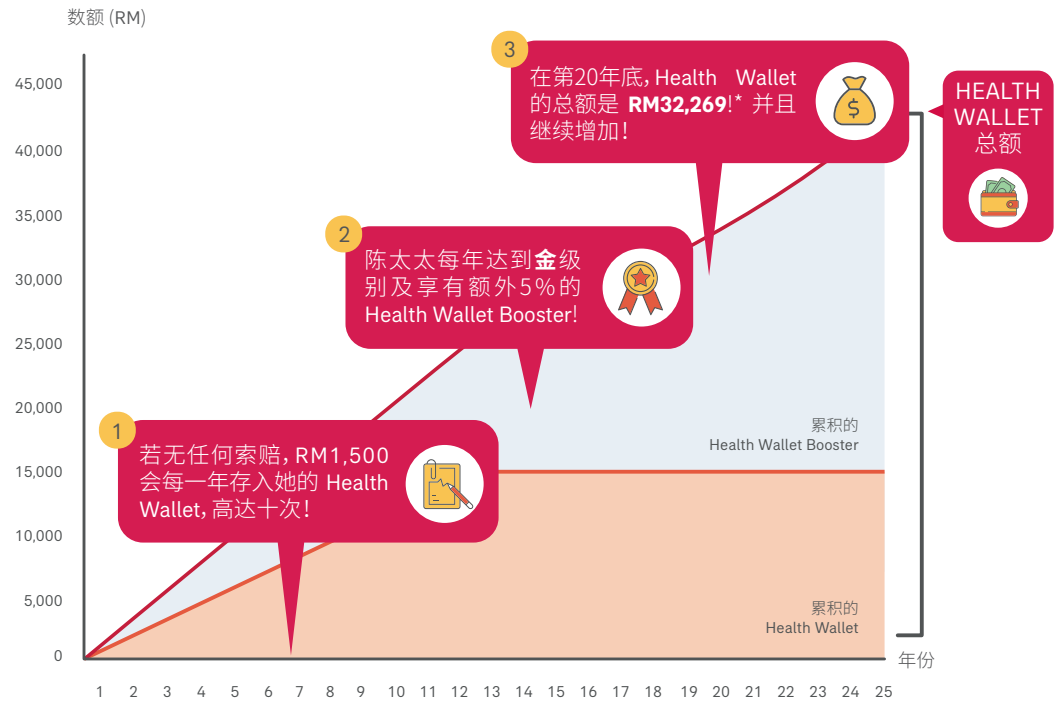 数额 (RM)
45,000
40,000
35,000
30,000
25,000
20,000
15,000
10,000
5,000
0
3
在第20年底, Health Wallet
的总额是 RM32,269!* 并且
继续增加!
$
HEALTH
WALLET
总额
2
陈太太每年达到金级
别及享有额外5%的
Health Wallet Booster!
1
若无任何索赔, RM1,500
会每一年存入她的 Health
Wallet, 高达十次!
累积的
Health Wallet Booster
累积的
Health Wallet
年份
1 2 3 4 5 6 7 8 9 10 11 12 13 14 15 16 17 18 19 20 21 22 23 24 25